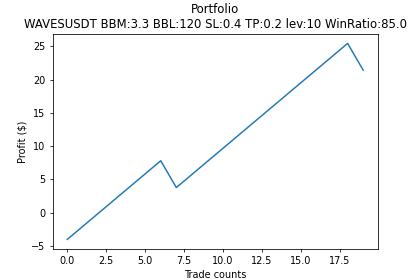 Portfolio
WAVESUSDT BBM:3.3 BBL:120 SL:0.4 TP:0.2 lev:10 WinRatio:85.0
25
20
15
10
5
0
−5
Profit ($)
0.0 2.5 5.0 7.5 10.0 12.5 15.0 17.5
Trade counts